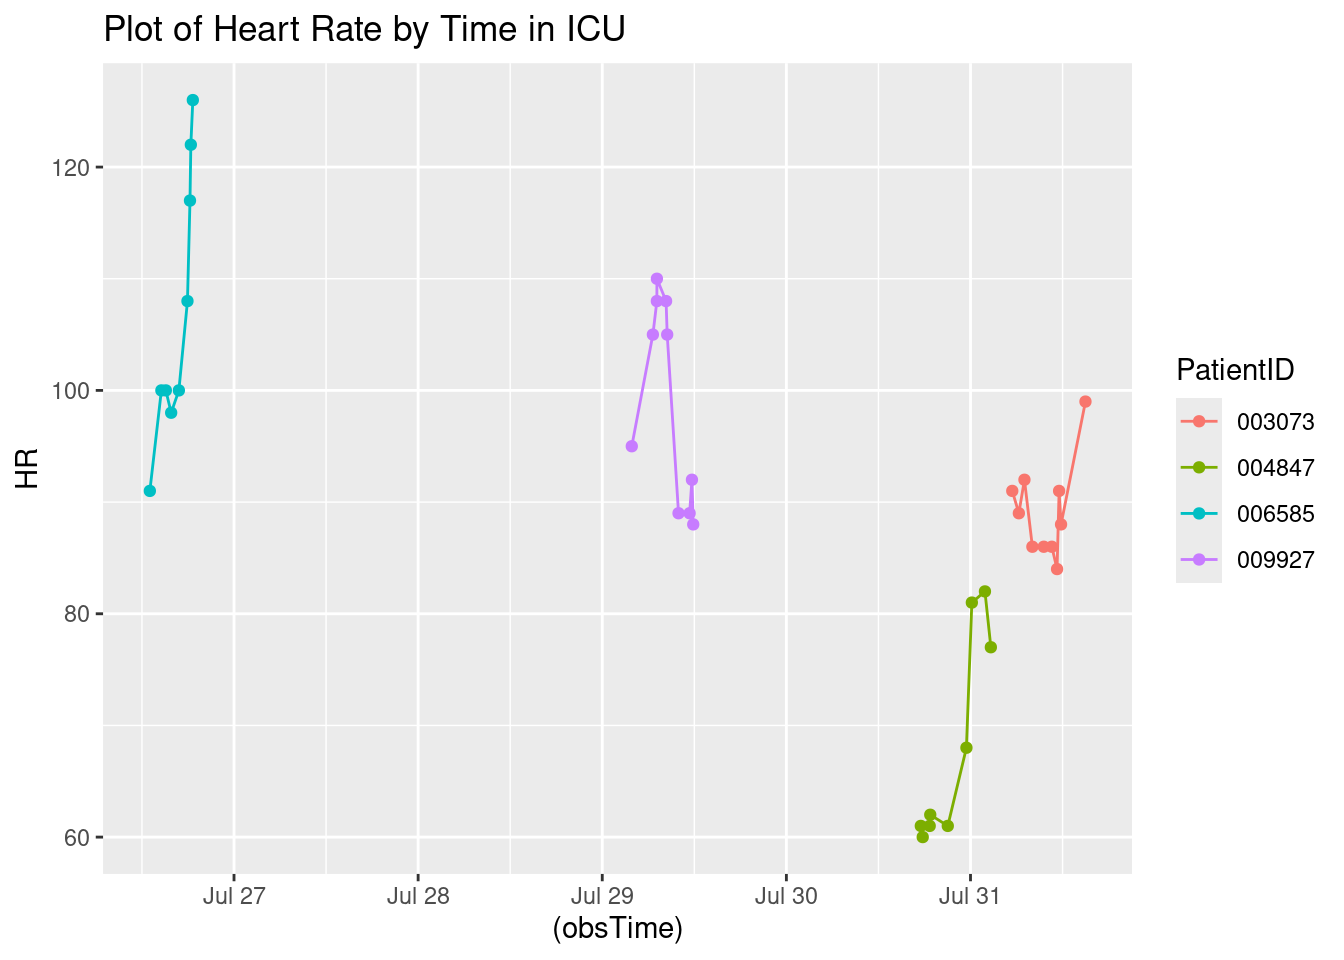 Plot of Heart Rate by Time in ICU
120
100
80
60
HR
Jul 27 Jul 28 Jul 29 Jul 30 Jul 31
(obsTime)
PatientID
003073
004847
006585
009927